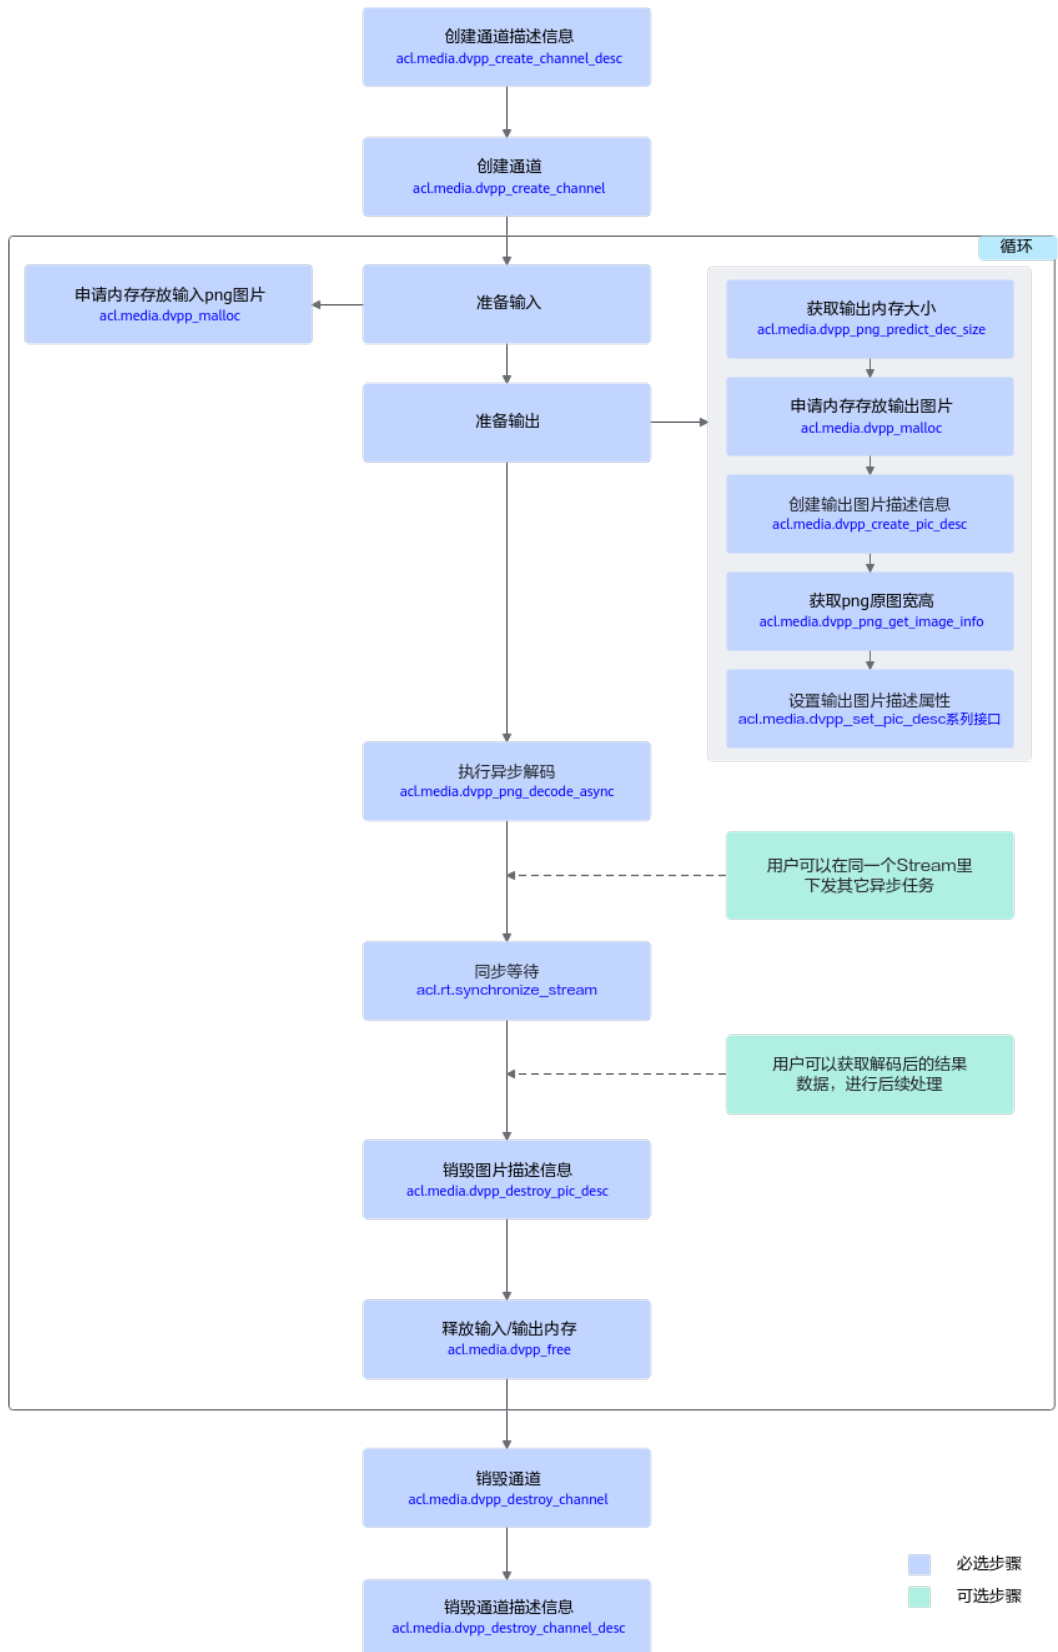 创建通道描述信息
acl.media.dvpp_create_channel_desc
创建通道
acl.media.dvpp_create_channel
循环
申请内存存放输入png图片
acl.media.dvpp_malloc
准备输入
准备输出
获取输出内存大小
acl.media.dvpp_png_predict_dec_size
申请内存存放输出图片
acl.media.dvpp_malloc
创建输出图片描述信息
acl.media.dvpp_create_pic_desc
获取png原图宽高
acl.media.dvpp_png_get_image_info
设置输出图片描述属性
acl.media.dvpp_set_pic_desc系列接口
执行异步解码
acl.media.dvpp_png_decode_async
用户可以在同一个Stream里
下发其它异步任务
同步等待
acl.rt.synchronize_stream
用户可以获取解码后的结果
数据，进行后续处理
销毁图片描述信息
acl.media.dvpp_destroy_pic_desc
释放输入/输出内存
acl.media.dvpp_free
销毁通道
acl.media.dvpp_destroy_channel
销毁通道描述信息
acl.media.dvpp_destroy_channel_desc
必选步骤
可选步骤